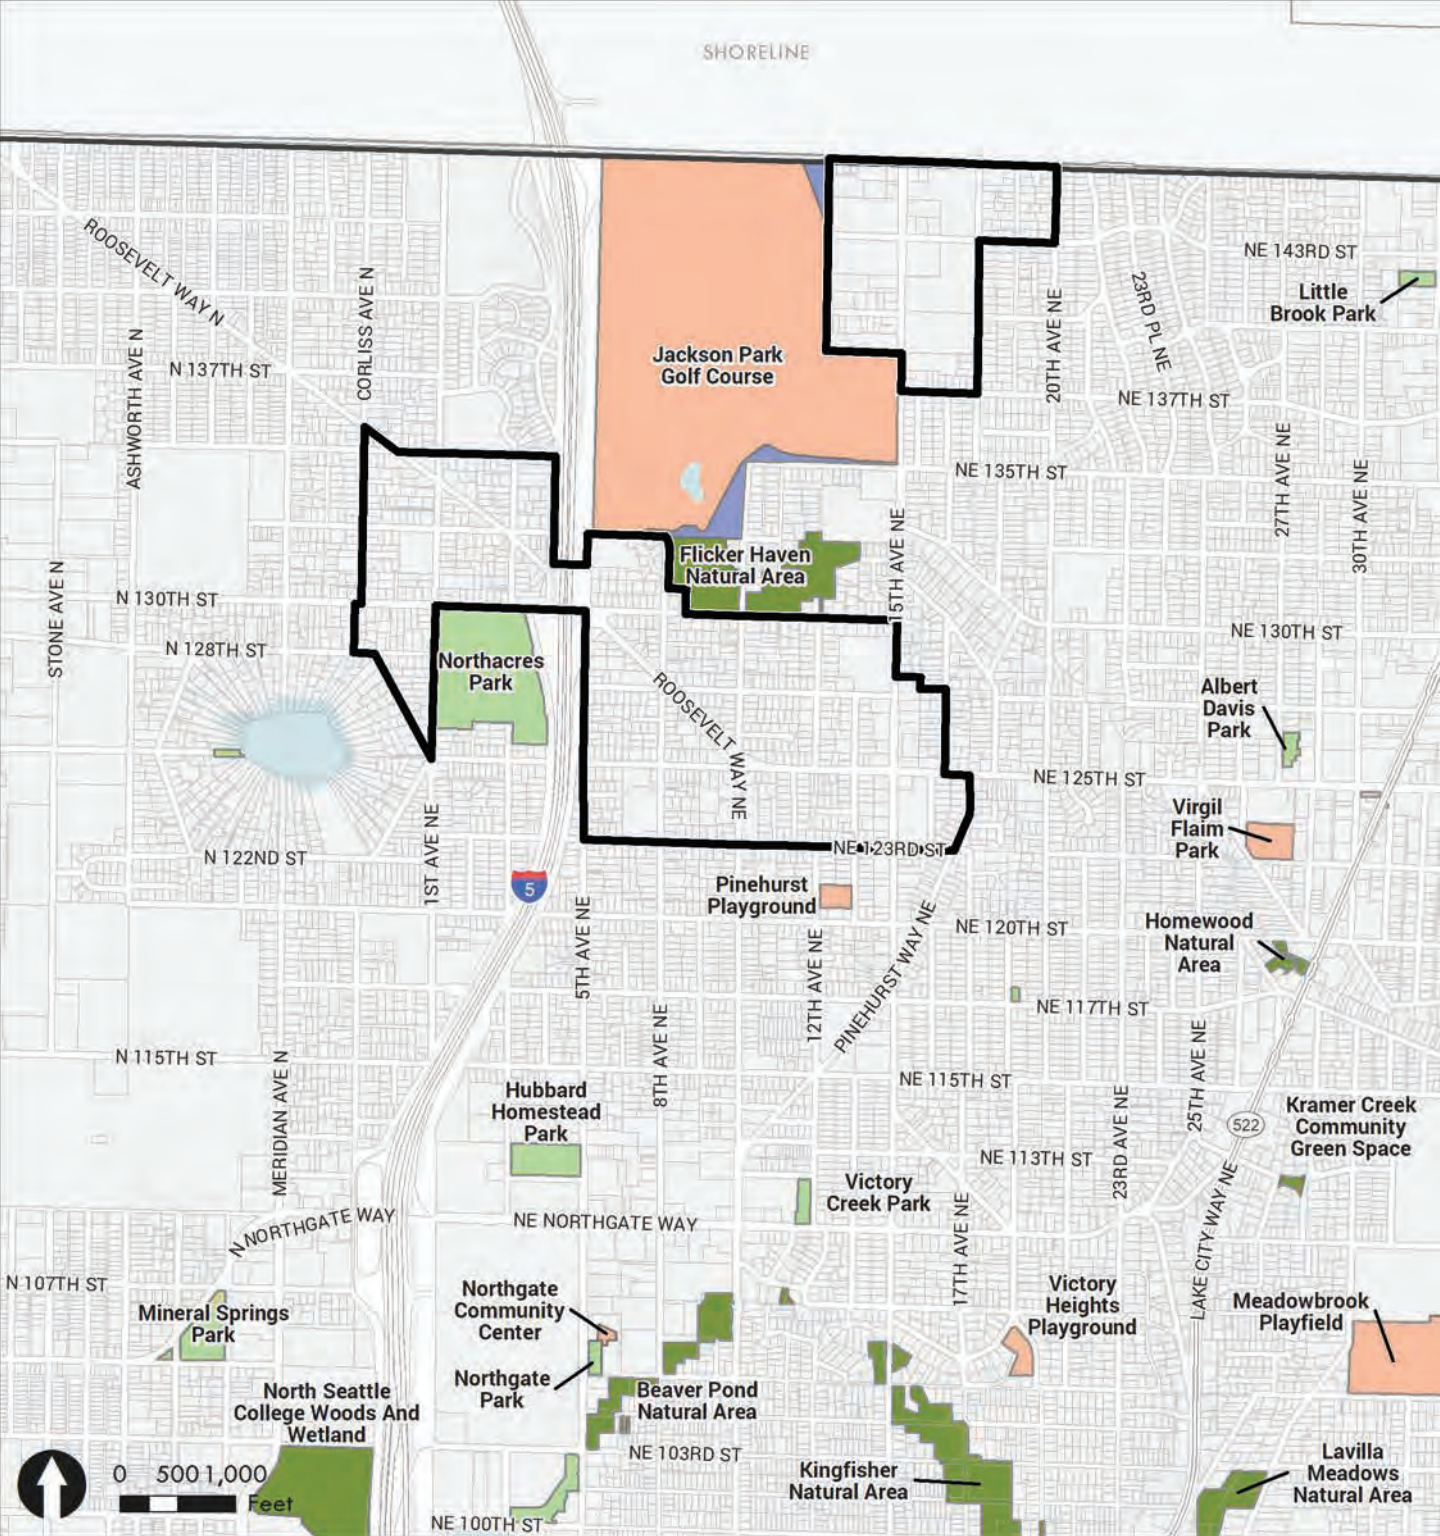 SHORELINE
ROOSEVELT WAY N
CORLISS AVE N
NE 143RD ST
23RD PL NE
Little
Brook Park
20TH AVE NE
ASHWORTH AVE N
N 137TH ST
Jackson Park
Golf Course
NE 137TH ST
27TH AVE NE
30TH AVE NE
NE 135TH ST
15TH AVE NE
Flicker Haven
Natural Area
STONE AVE N
N 130TH ST
NE 130TH ST
N 128TH ST
Northacres
Park
ROOSEVELT WAY NE
Albert
Davis
Park
NE 125TH ST
Virgil
Flaim
Park
1ST AVE NE
NE 123RD ST
N 122ND ST
5
Pinehurst
Playground
5TH AVE NE
12TH AVE NE
PINEHURST WAY NE
NE 120TH ST
Homewood
Natural
Area
NE 117TH ST
8TH AVE NE
25TH AVE NE
N 115TH ST
MERIDIAN AVE N
NE 115TH ST
Hubbard
Homestead
Park
23RD AVE NE
522
Kramer Creek
Community
Green Space
NE 113TH ST
Victory
Creek Park
17TH AVE NE
LAKE CITY WAY NE
N NORTHGATE WAY
NE NORTHGATE WAY
N 107TH ST
Mineral Springs
Park
Northgate
Community
Center
Victory
Heights
Playground
Meadowbrook
Playfield
Northgate
Park
Beaver Pond
Natural Area
North Seattle
College Woods And
Wetland
NE 103RD ST
Kingfisher
Natural Area
Lavilla
Meadows
Natural Area
0 500 1,000
Feet
NE 100TH ST